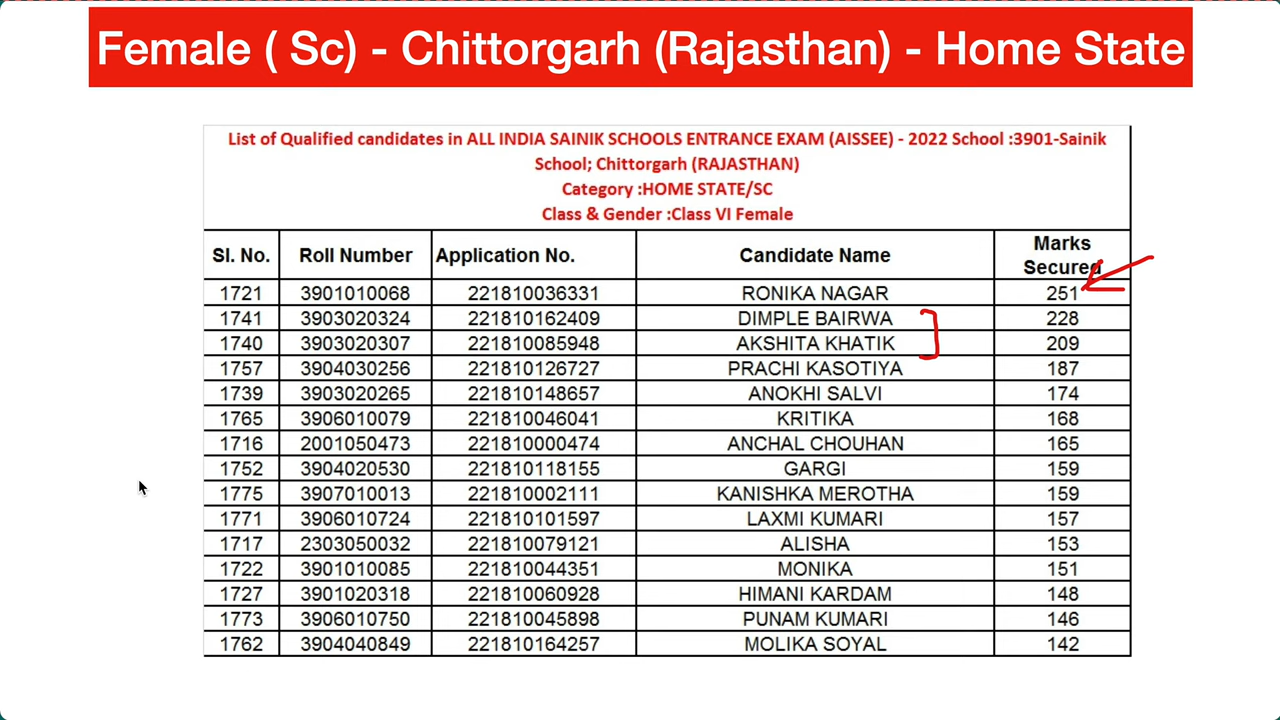 Female ( Sc) - Chittorgarh (Rajasthan) - Home State
List of Qualified candidates in ALL INDIA SAINIK SCHOOLS ENTRANCE EXAM (AISSEE) - 2022 School :3901-Sainik
School; Chittorgarh (RAJASTHAN)
Category :HOME STATE/SC
Class & Gender :Class VI Female
Sl. No. Roll Number Application No. Candidate Name Marks Secured
1721 3901010068 221810036331 RONIKA NAGAR 251
1741 3903020324 221810162409 DIMPLE BAIRWA 228
1740 3903020307 221810085948 AKSHITA KHATIK 209
1757 3904030256 221810126727 PRACHI KASOTIYA 187
1739 3903020265 221810148657 ANOKHI SALVI 174
1765 3906010079 221810046041 KRITIKA 168
1716 2001050473 221810000474 ANCHAL CHOUHAN 165
1752 3904020530 221810118155 GARGI 159
1775 3907010013 221810002111 KANISHKA MEROTHA 159
1771 3906010724 221810101597 LAXMI KUMARI 157
1717 2303050032 221810079121 ALISHA 153
1722 3901010085 221810044351 MONIKA 151
1727 3901020318 221810060928 HIMANI KARDAM 148
1773 3906010750 221810045898 PUNAM KUMARI 146
1762 3904040849 221810164257 MOLIKA SOYAL 142